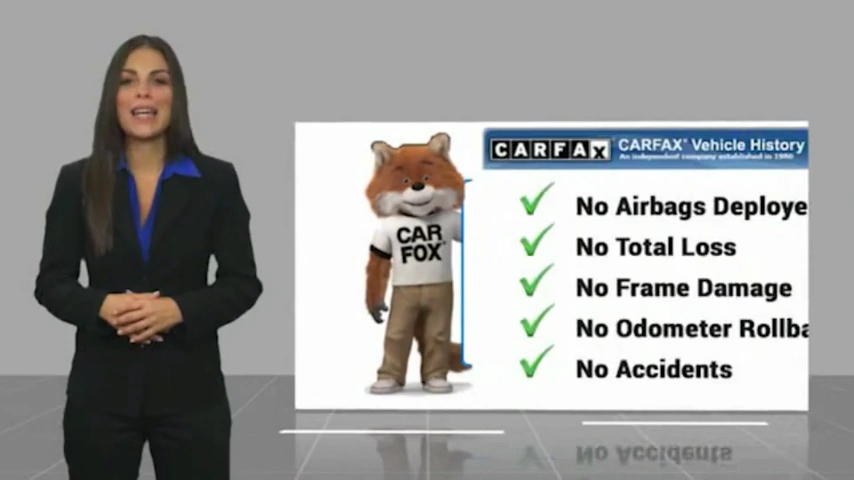 CARFAX
CARFAX Vehicle History
An independent company established in 1986
CAR
FOX
No Airbags Deploye
No Total Loss
No Frame Damage
No Odometer Rollba
No Accidents
No Accidents